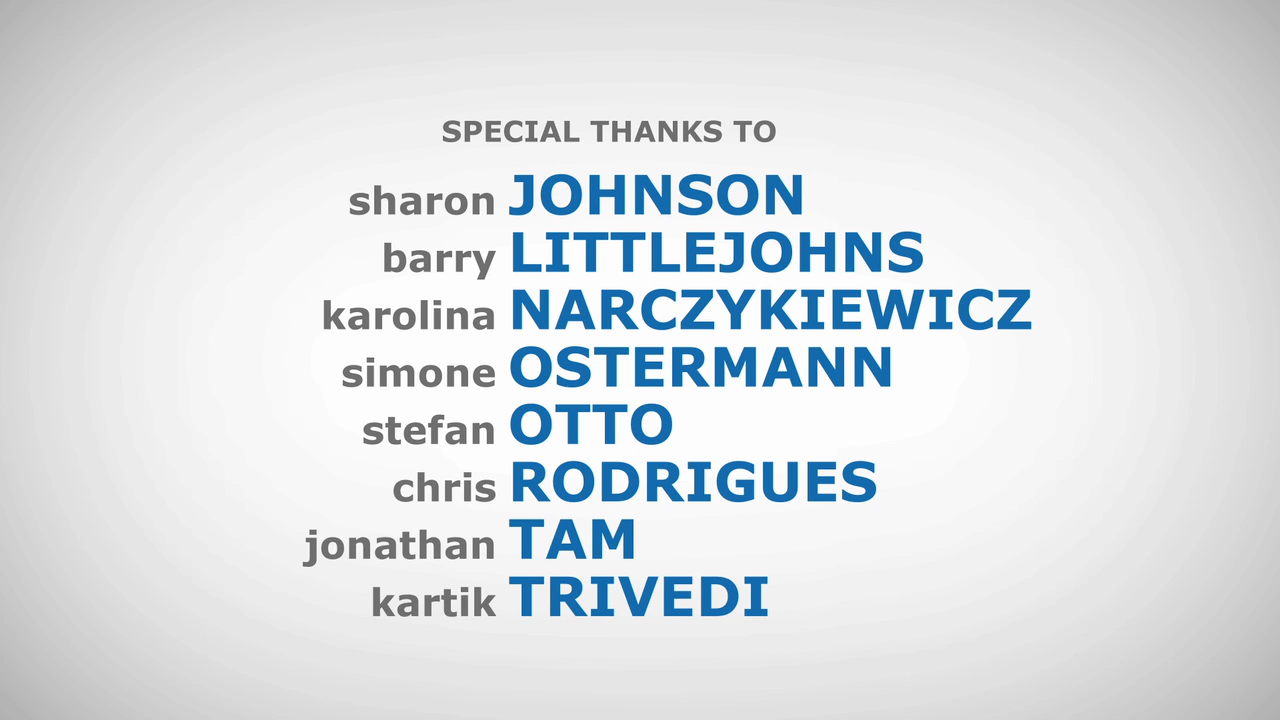 SPECIAL THANKS TO
sharon JOHNSON
barry LITTLEJOHNS
karolina NARCZYKIEWICZ
simone OSTERMANN
stefan OTTO
chris RODRIGUES
jonathan TAM
kartik TRIVEDI